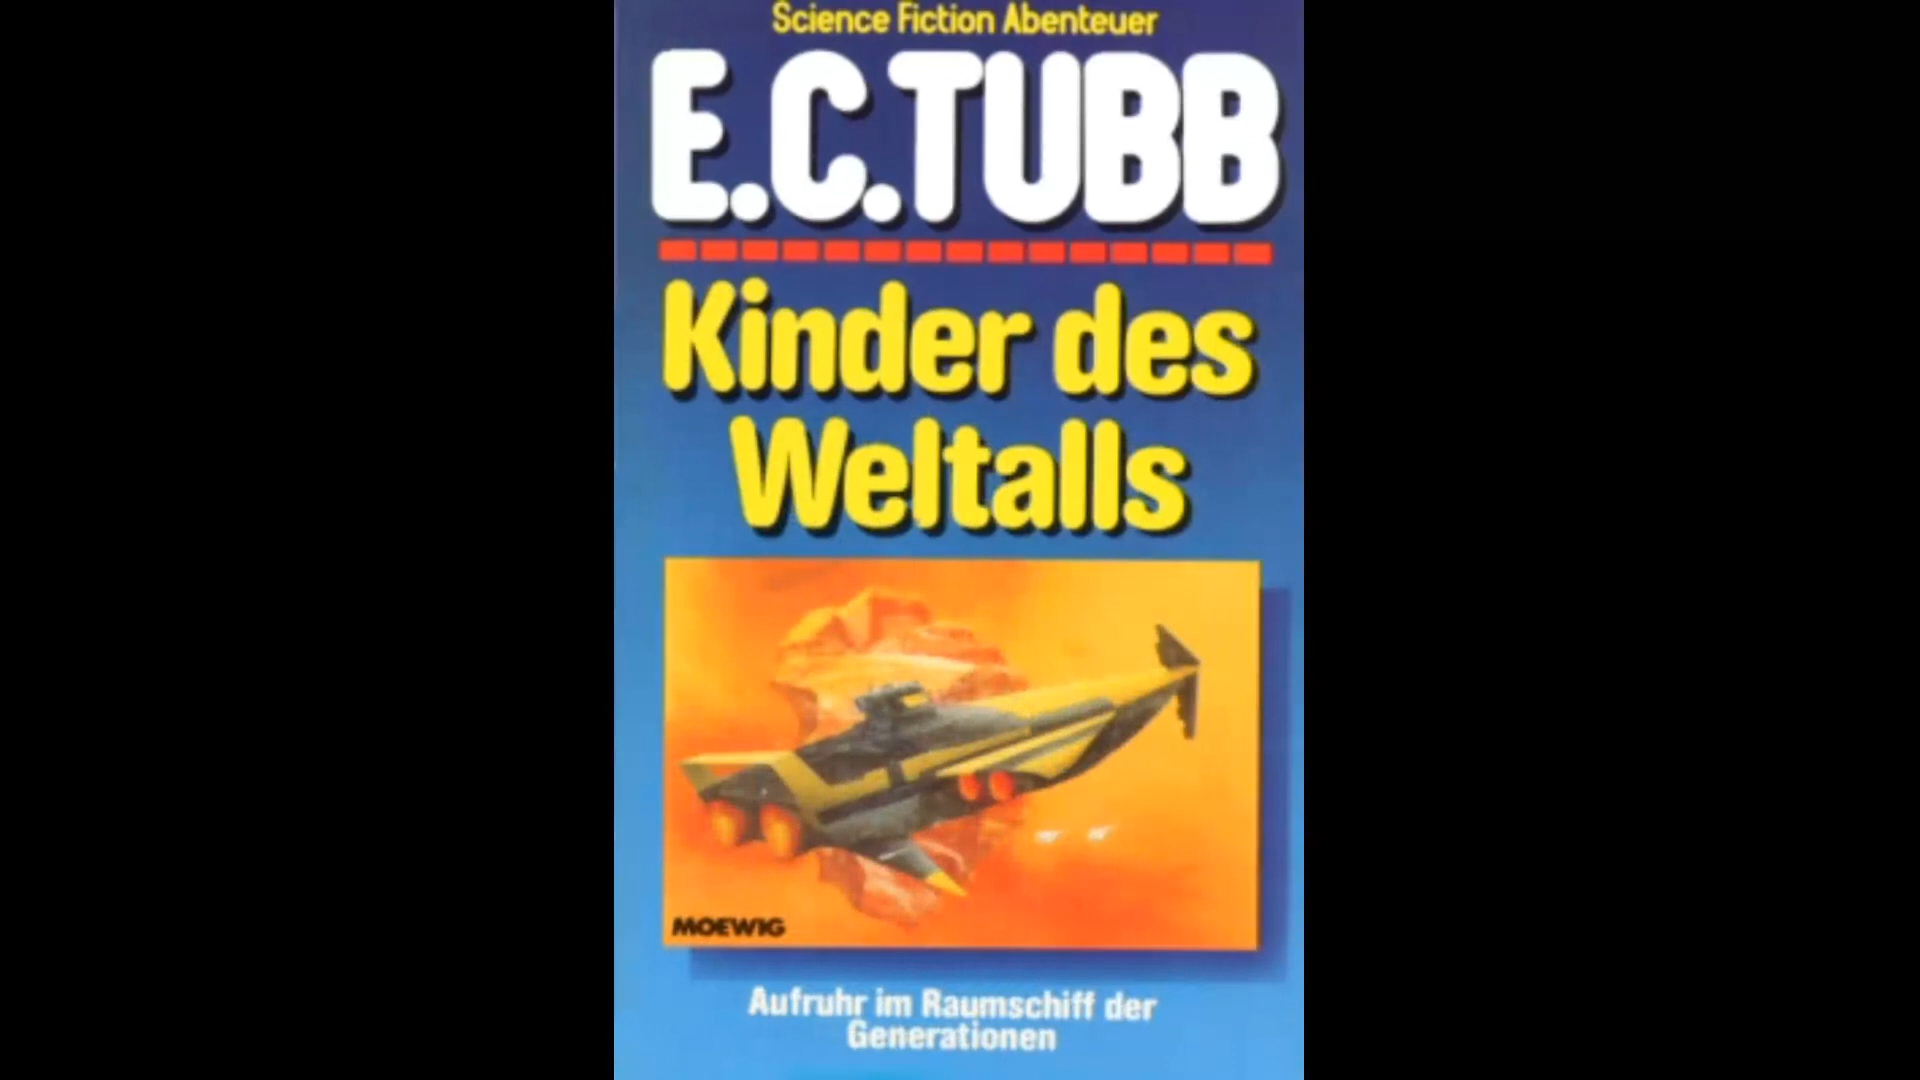 Science Fiction Abenteuer
E.C.TUBB
Kinder des
Weltalls
MOEWIG
Aufruhr im Raumschiff der
Generationen